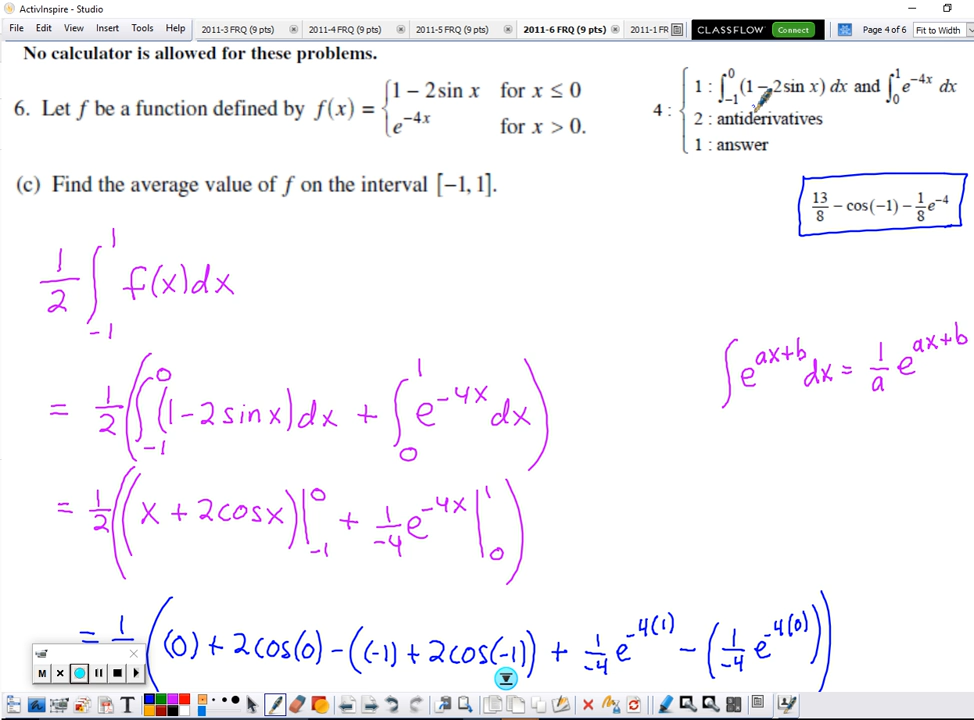 ActivInspire - Studio
File Edit View Insert Tools Help 2011-3 FRQ (9 pts) 2011-4 FRQ (9 pts) 2011-5 FRQ (9 pts) 2011-6 FRQ (9 pts) 2011-1 FR CLASSFLOW Connect Page 4 of 6 Fit to Width
No calculator is allowed for these problems.
6. Let f be a function defined by f(x) = { 1 − 2 sin x for x ≤ 0
e^{−4x} for x > 0.
4 : { 1 : ∫_{−1}^{0} (1 − 2 sin x) dx and ∫_{0}^{1} e^{−4x} dx
2 : antiderivatives
1 : answer
(c) Find the average value of f on the interval [−1, 1].
13/8 − cos(−1) − 1/8 e^{−4}
1/2 ∫_{-1}^{1} f(x)dx
∫ e^{ax+b} dx = 1/a e^{ax+b}
= 1/2 ( ∫_{-1}^{0} (1-2sinx)dx + ∫_{0}^{1} e^{-4x} dx )
= 1/2 ( (x + 2cosx)|_{-1}^{0} + 1/-4 e^{-4x} |_{0}^{1} )
= 1/ ( (0) + 2cos(0) - ((-1) + 2cos(-1)) + 1/-4 e^{-4(1)} - (1/-4 e^{-4(0)}) )
M